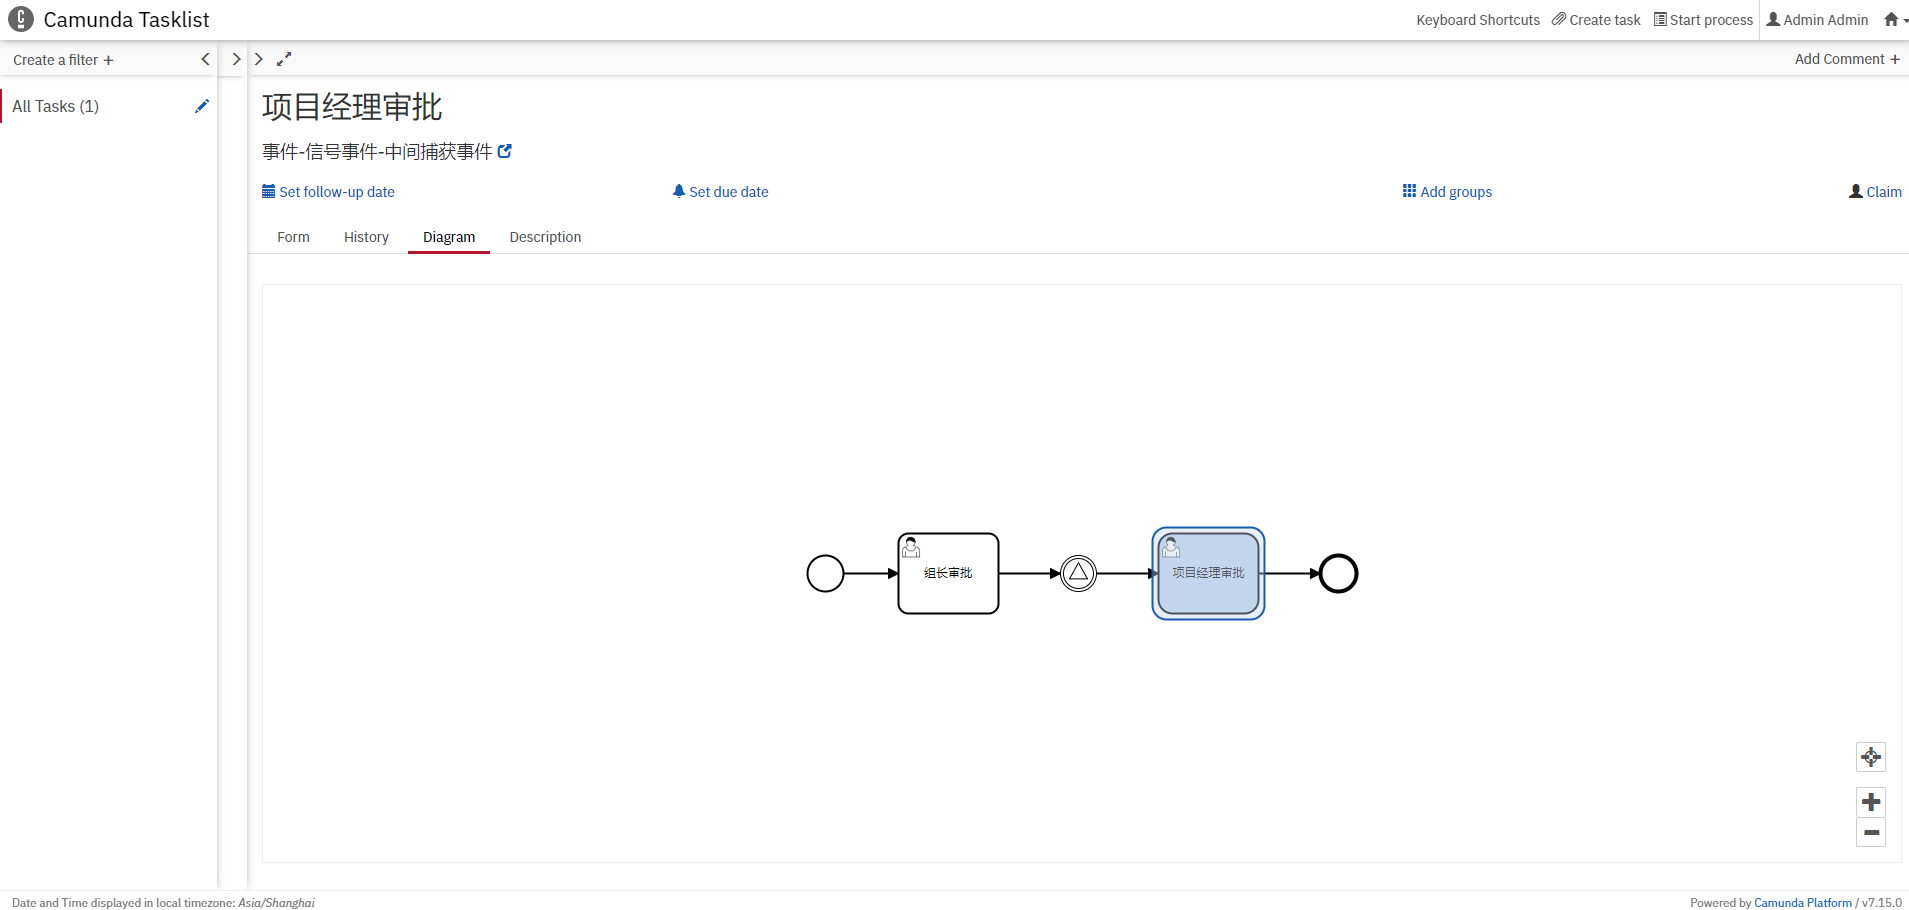 Camunda Tasklist
Keyboard Shortcuts Create task Start process Admin Admin
Create a filter +
Add Comment +
All Tasks (1)
项目经理审批
事件-信号事件-中间捕获事件
Set follow-up date Set due date Add groups Claim
Form History Diagram Description
组长审批
项目经理审批
Date and Time displayed in local timezone: Asia/Shanghai
Powered by Camunda Platform / v7.15.0